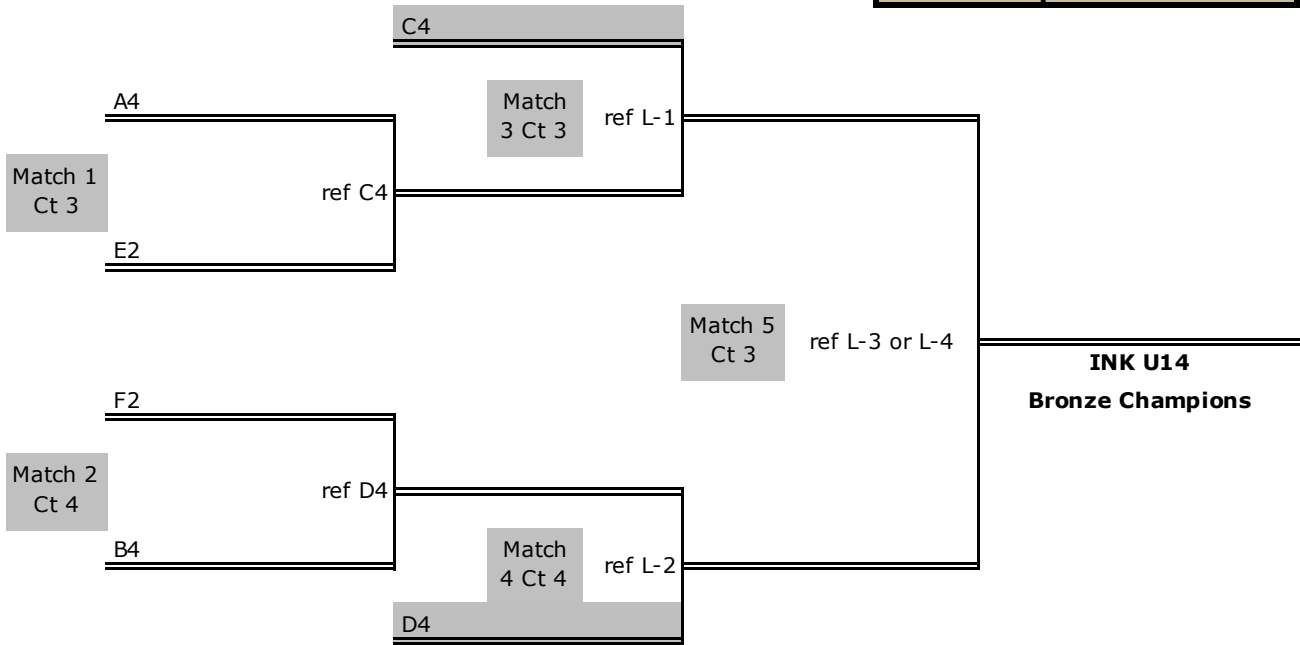 C4
A4
Match
3 Ct 3
ref L-1
Match 1
Ct 3
ref C4
E2
Match 5
Ct 3
ref L-3 or L-4
INK U14
Bronze Champions
F2
Match 2
Ct 4
ref D4
B4
Match
4 Ct 4
ref L-2
D4